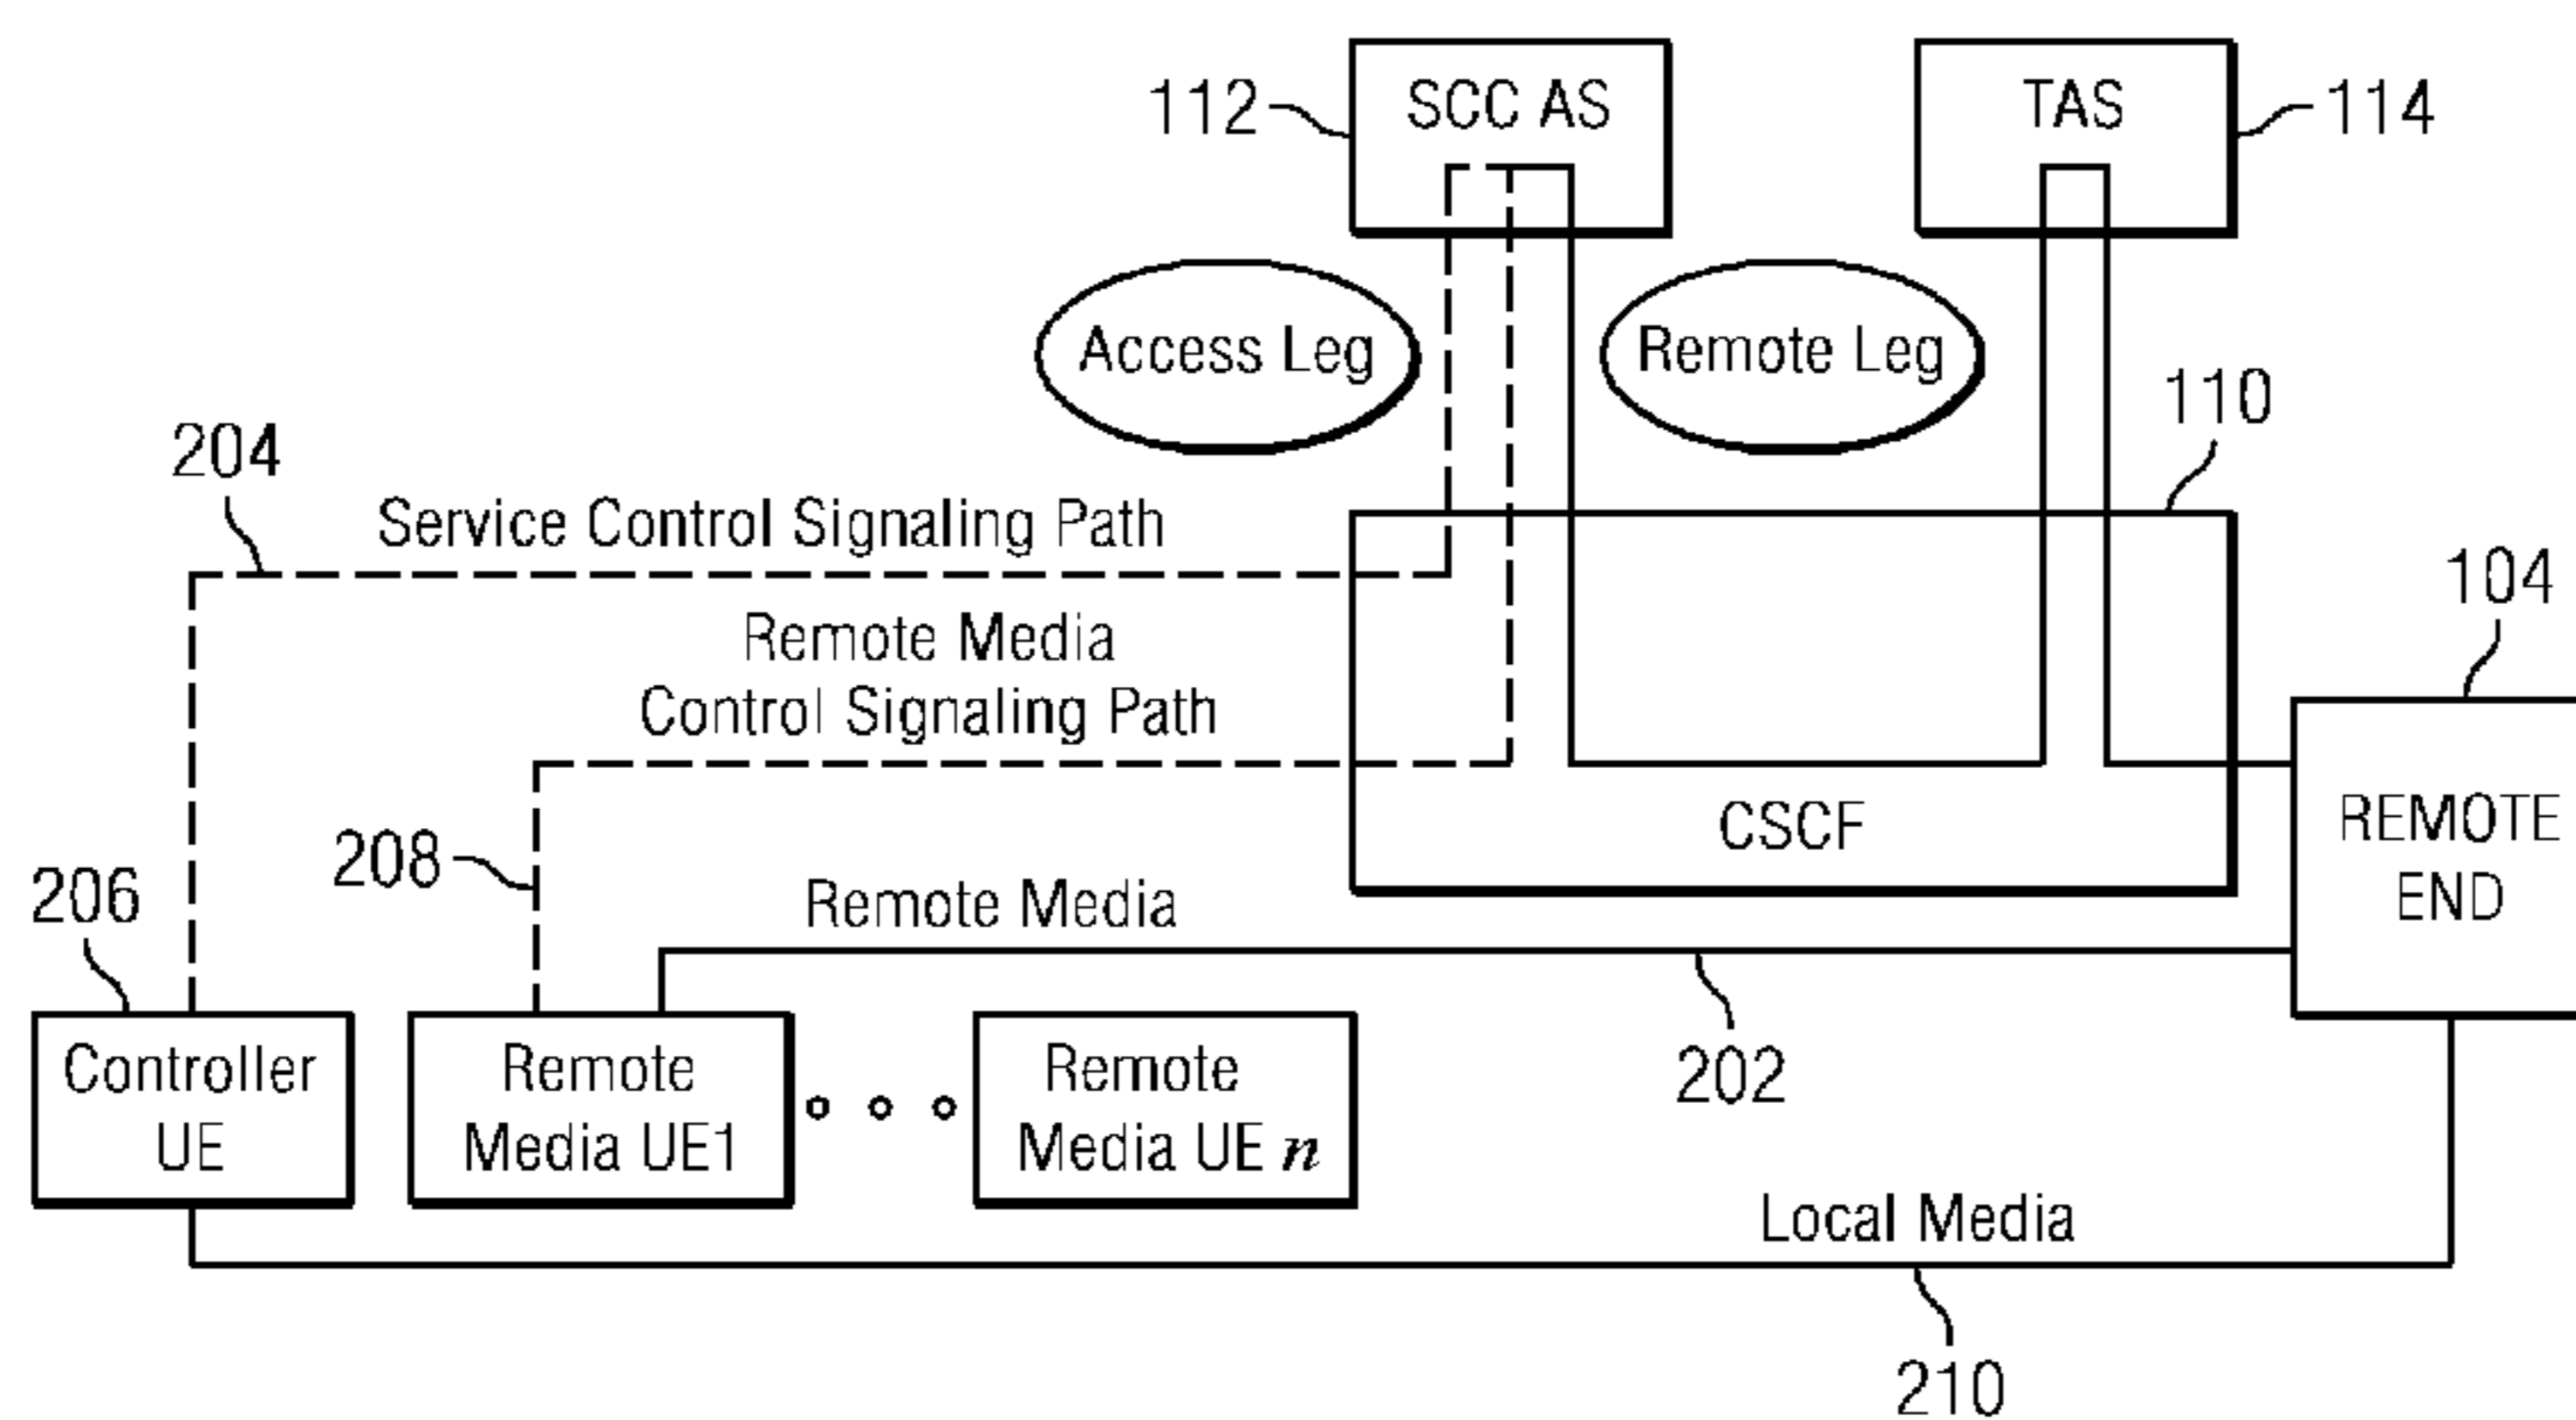 112
SCC AS
TAS
114
Access Leg
Remote Leg
110
204
Service Control Signaling Path
104
Remote Media
Control Signaling Path
208
CSCF
REMOTE
END
206
Remote Media
Controller
UE
Remote
Media UE1
Remote
Media UE n
202
Local Media
210